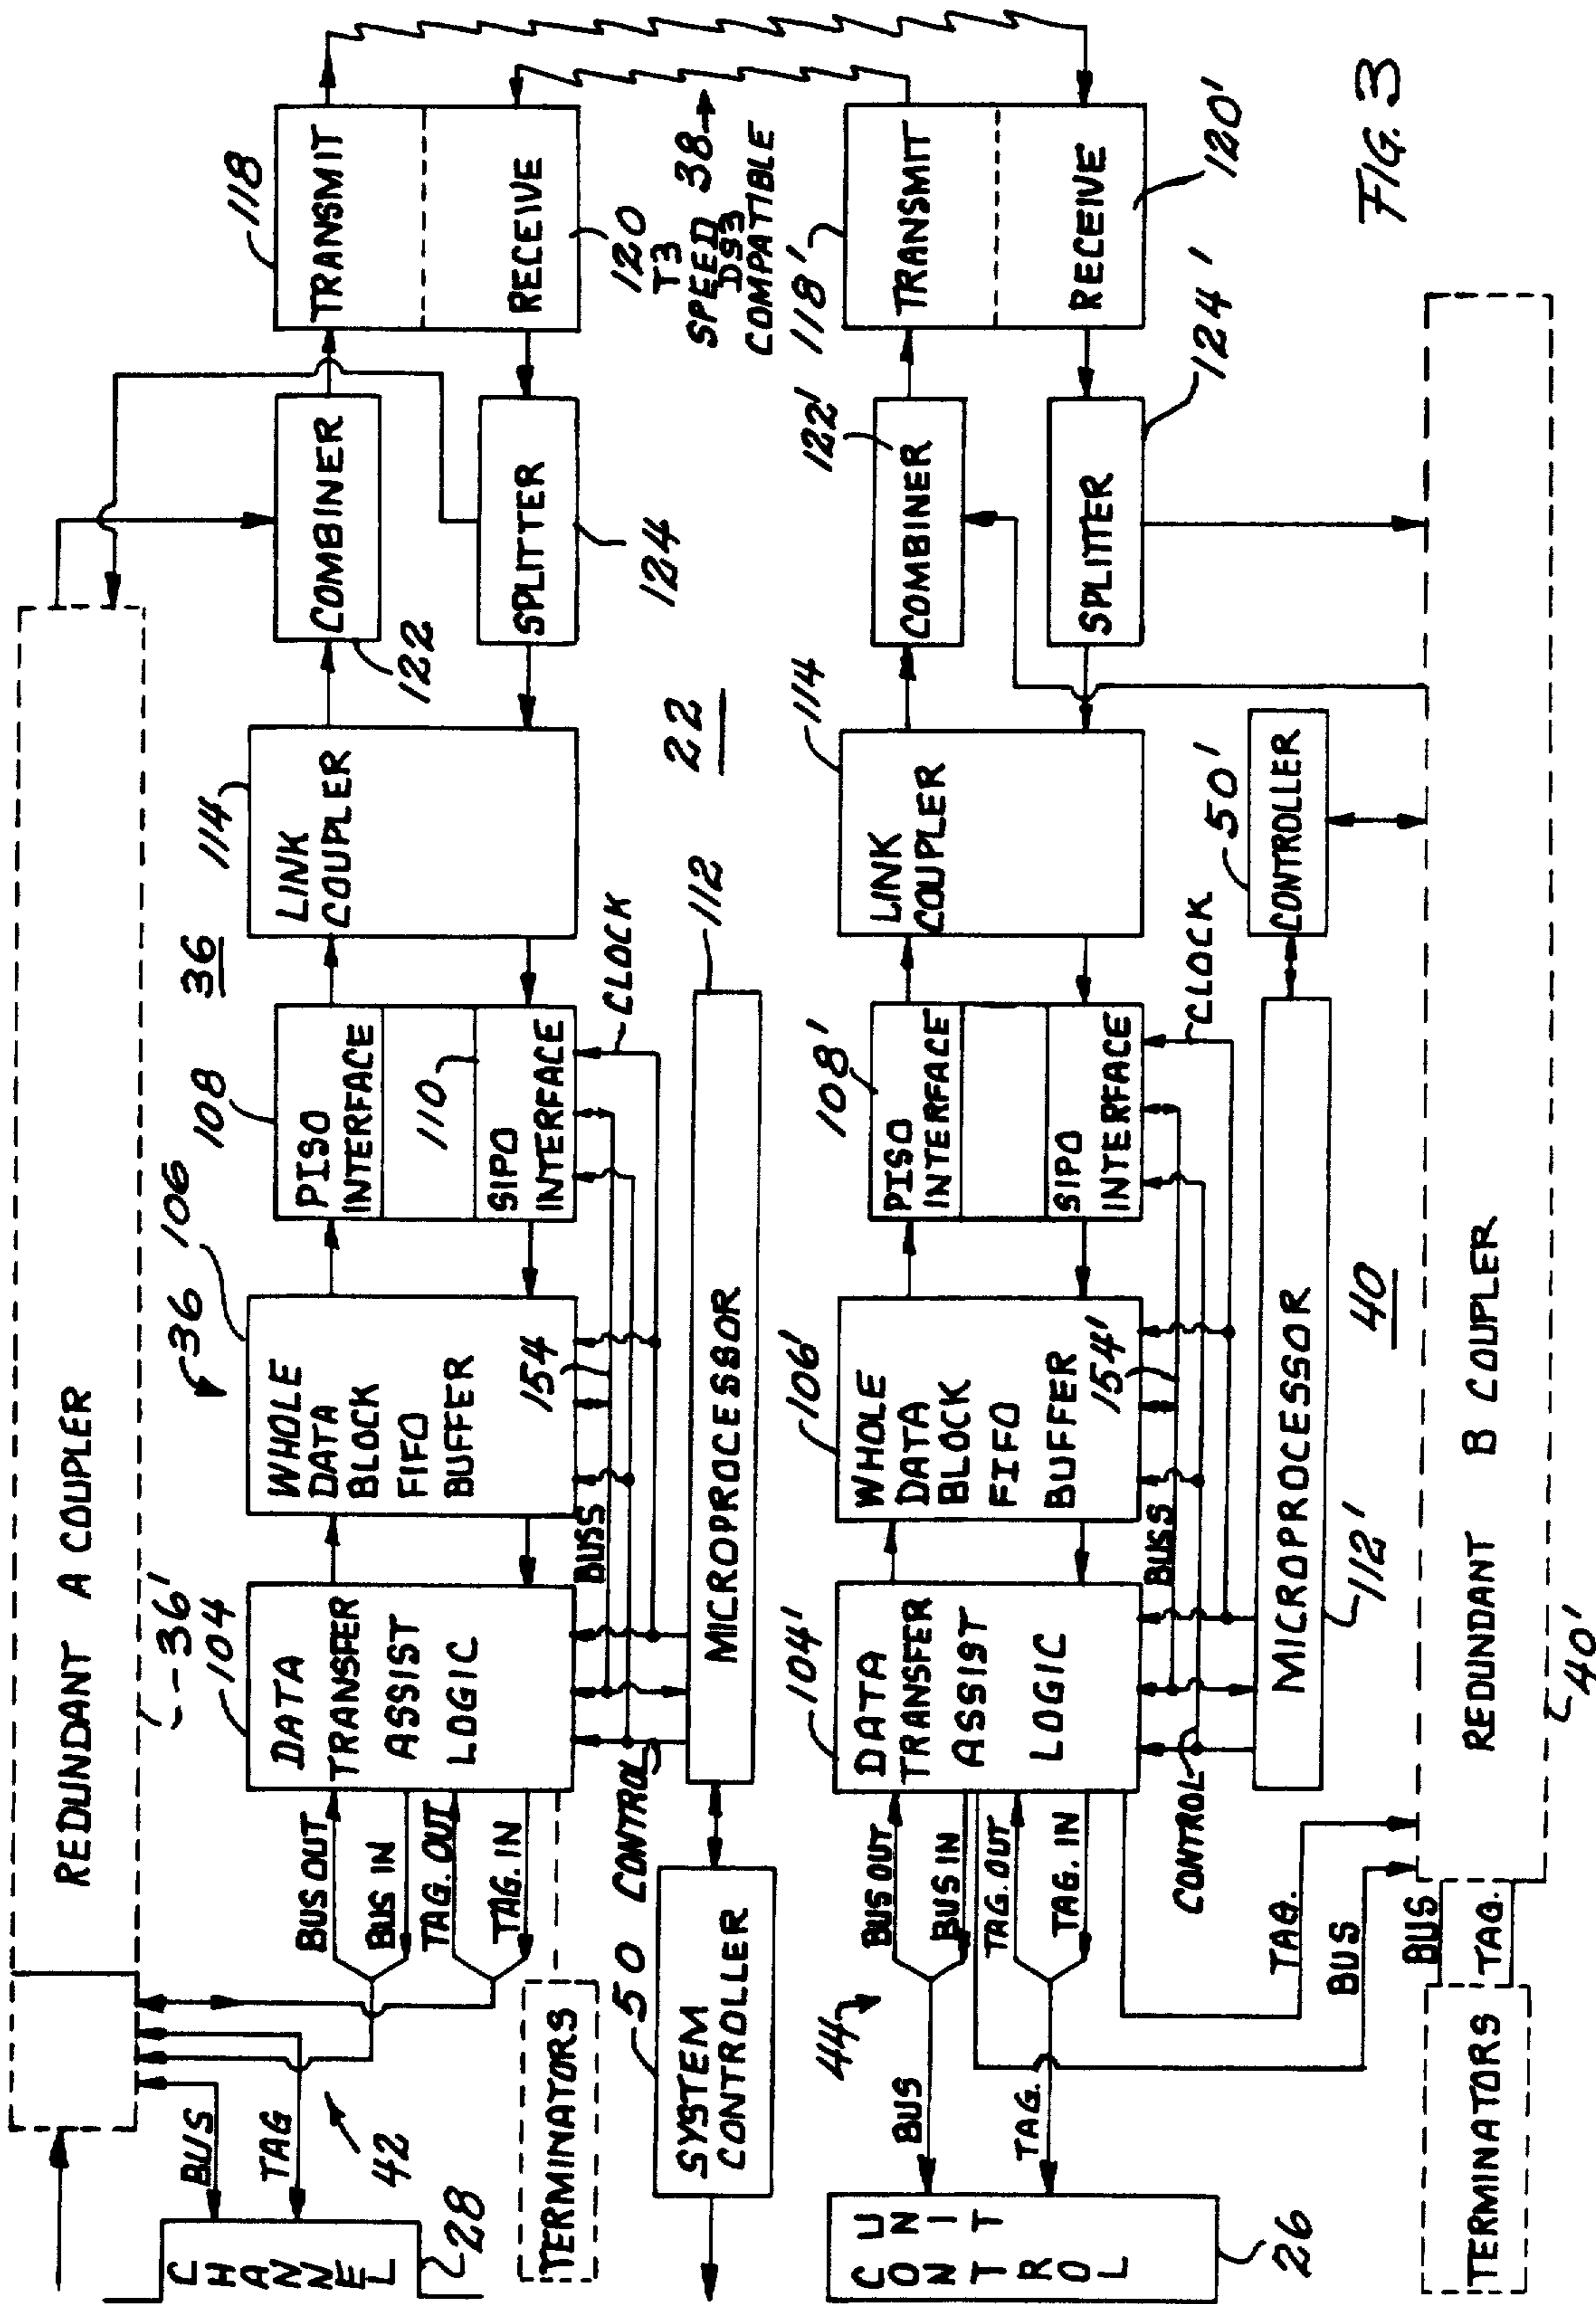 REDUNDANT A COUPLER
36'
CHANNEL
28
BUS
TAG
42
BUS OUT
BUS IN
TAG. OUT
TAG. IN
TERMINATORS
104
DATA
TRANSFER
ASSIST
LOGIC
36
106
WHOLE
DATA
BLOCK
FIFO
BUFFER
BUSS
154
108
36
PISO
INTERFACE
110
SIPO
INTERFACE
CLOCK
114
LINK
COUPLER
122
COMBINER
SPLITTER
124
118
TRANSMIT
RECEIVE
120
T3
SPEED 38
DS3
COMPATIBLE
CONTROL
50
SYSTEM
CONTROLLER
MICROPROCESSOR
112
22
CONTROL UNIT
26
BUS
TAG.
44
BUS OUT
BUS IN
TAG. OUT
TAG. IN
104'
DATA
TRANSFER
ASSIST
LOGIC
106'
WHOLE
DATA
BLOCK
FIFO
BUFFER
BUSS
154'
108'
PISO
INTERFACE
SIPO
INTERFACE
CLOCK
114
LINK
COUPLER
122'
COMBINER
SPLITTER
124'
118'
TRANSMIT
RECEIVE
120'
CONTROL
MICROPROCESSOR
112'
40
50'
CONTROLLER
TAG.
BUS
BUS
TAG.
TERMINATORS
REDUNDANT B COUPLER
40'
FIG. 3